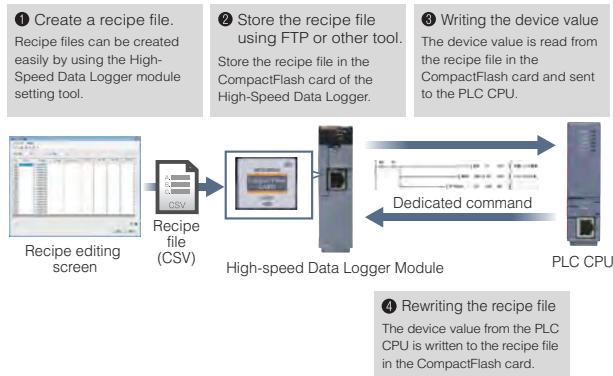 ❶ Create a recipe file.
Recipe files can be created
easily by using the High-
Speed Data Logger module
setting tool.
❷ Store the recipe file
using FTP or other tool.
Store the recipe file in the
CompactFlash card of the
High-Speed Data Logger.
❸ Writing the device value
The device value is read from
the recipe file in the
CompactFlash card and sent
to the PLC CPU.
A.
B.
C.
CSV
Recipe editing
screen
Recipe
file
(CSV)
CompactFlash
CARD
High-speed Data Logger Module
Dedicated command
PLC CPU
❹ Rewriting the recipe file
The device value from the PLC
CPU is written to the recipe file
in the CompactFlash card.